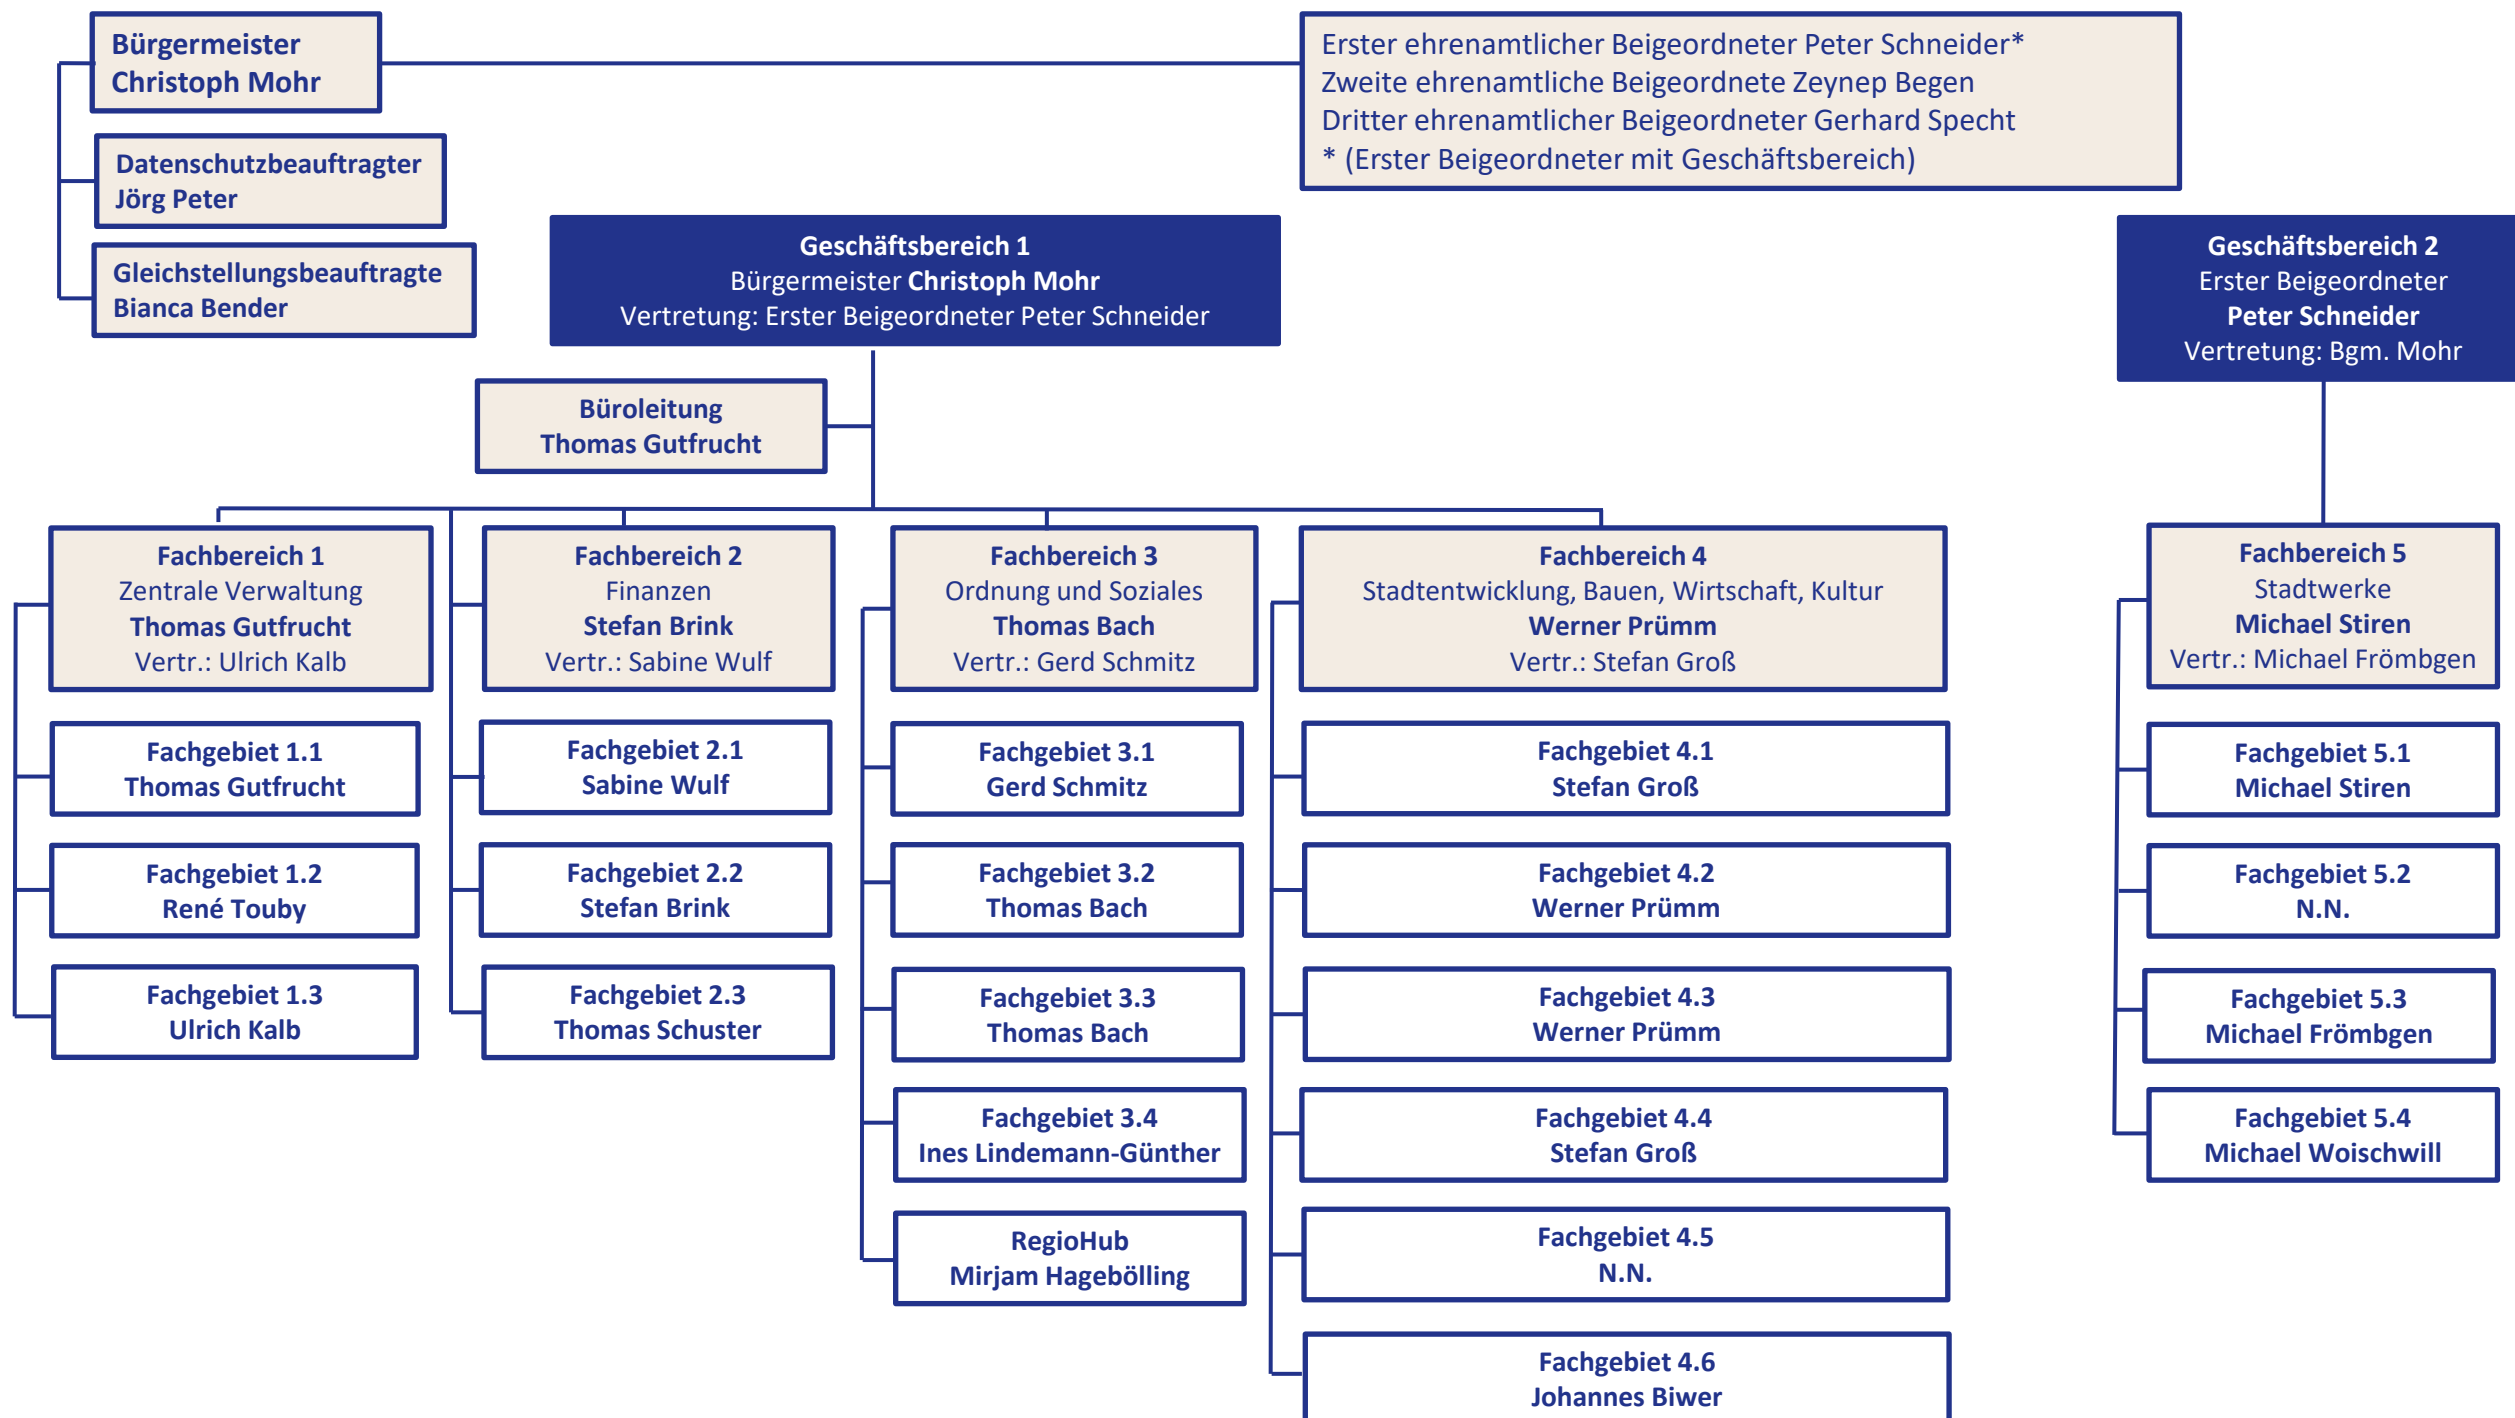 Bürgermeister
Christoph Mohr
Erster ehrenamtlicher Beigeordneter Peter Schneider*
Zweite ehrenamtliche Beigeordnete Zeynep Begen
Dritter ehrenamtlicher Beigeordneter Gerhard Specht
* (Erster Beigeordneter mit Geschäftsbereich)
Datenschutzbeauftragter
Jörg Peter
Gleichstellungsbeauftragte
Bianca Bender
Geschäftsbereich 1
Bürgermeister Christoph Mohr
Vertretung: Erster Beigeordneter Peter Schneider
Geschäftsbereich 2
Erster Beigeordneter
Peter Schneider
Vertretung: Bgm. Mohr
Büroleitung
Thomas Gutfrucht
Fachbereich 1
Zentrale Verwaltung
Thomas Gutfrucht
Vertr.: Ulrich Kalb
Fachgebiet 1.1
Thomas Gutfrucht
Fachgebiet 1.2
René Touby
Fachgebiet 1.3
Ulrich Kalb
Fachbereich 2
Finanzen
Stefan Brink
Vertr.: Sabine Wulf
Fachgebiet 2.1
Sabine Wulf
Fachgebiet 2.2
Stefan Brink
Fachgebiet 2.3
Thomas Schuster
Fachbereich 3
Ordnung und Soziales
Thomas Bach
Vertr.: Gerd Schmitz
Fachgebiet 3.1
Gerd Schmitz
Fachgebiet 3.2
Thomas Bach
Fachgebiet 3.3
Thomas Bach
Fachgebiet 3.4
Ines Lindemann-Günther
RegioHub
Mirjam Hagebölling
Fachbereich 4
Stadtentwicklung, Bauen, Wirtschaft, Kultur
Werner Prümm
Vertr.: Stefan Groß
Fachgebiet 4.1
Stefan Groß
Fachgebiet 4.2
Werner Prümm
Fachgebiet 4.3
Werner Prümm
Fachgebiet 4.4
Stefan Groß
Fachgebiet 4.5
N.N.
Fachgebiet 4.6
Johannes Biwer
Fachbereich 5
Stadtwerke
Michael Stiren
Vertr.: Michael Frömbgen
Fachgebiet 5.1
Michael Stiren
Fachgebiet 5.2
N.N.
Fachgebiet 5.3
Michael Frömbgen
Fachgebiet 5.4
Michael Woischwill